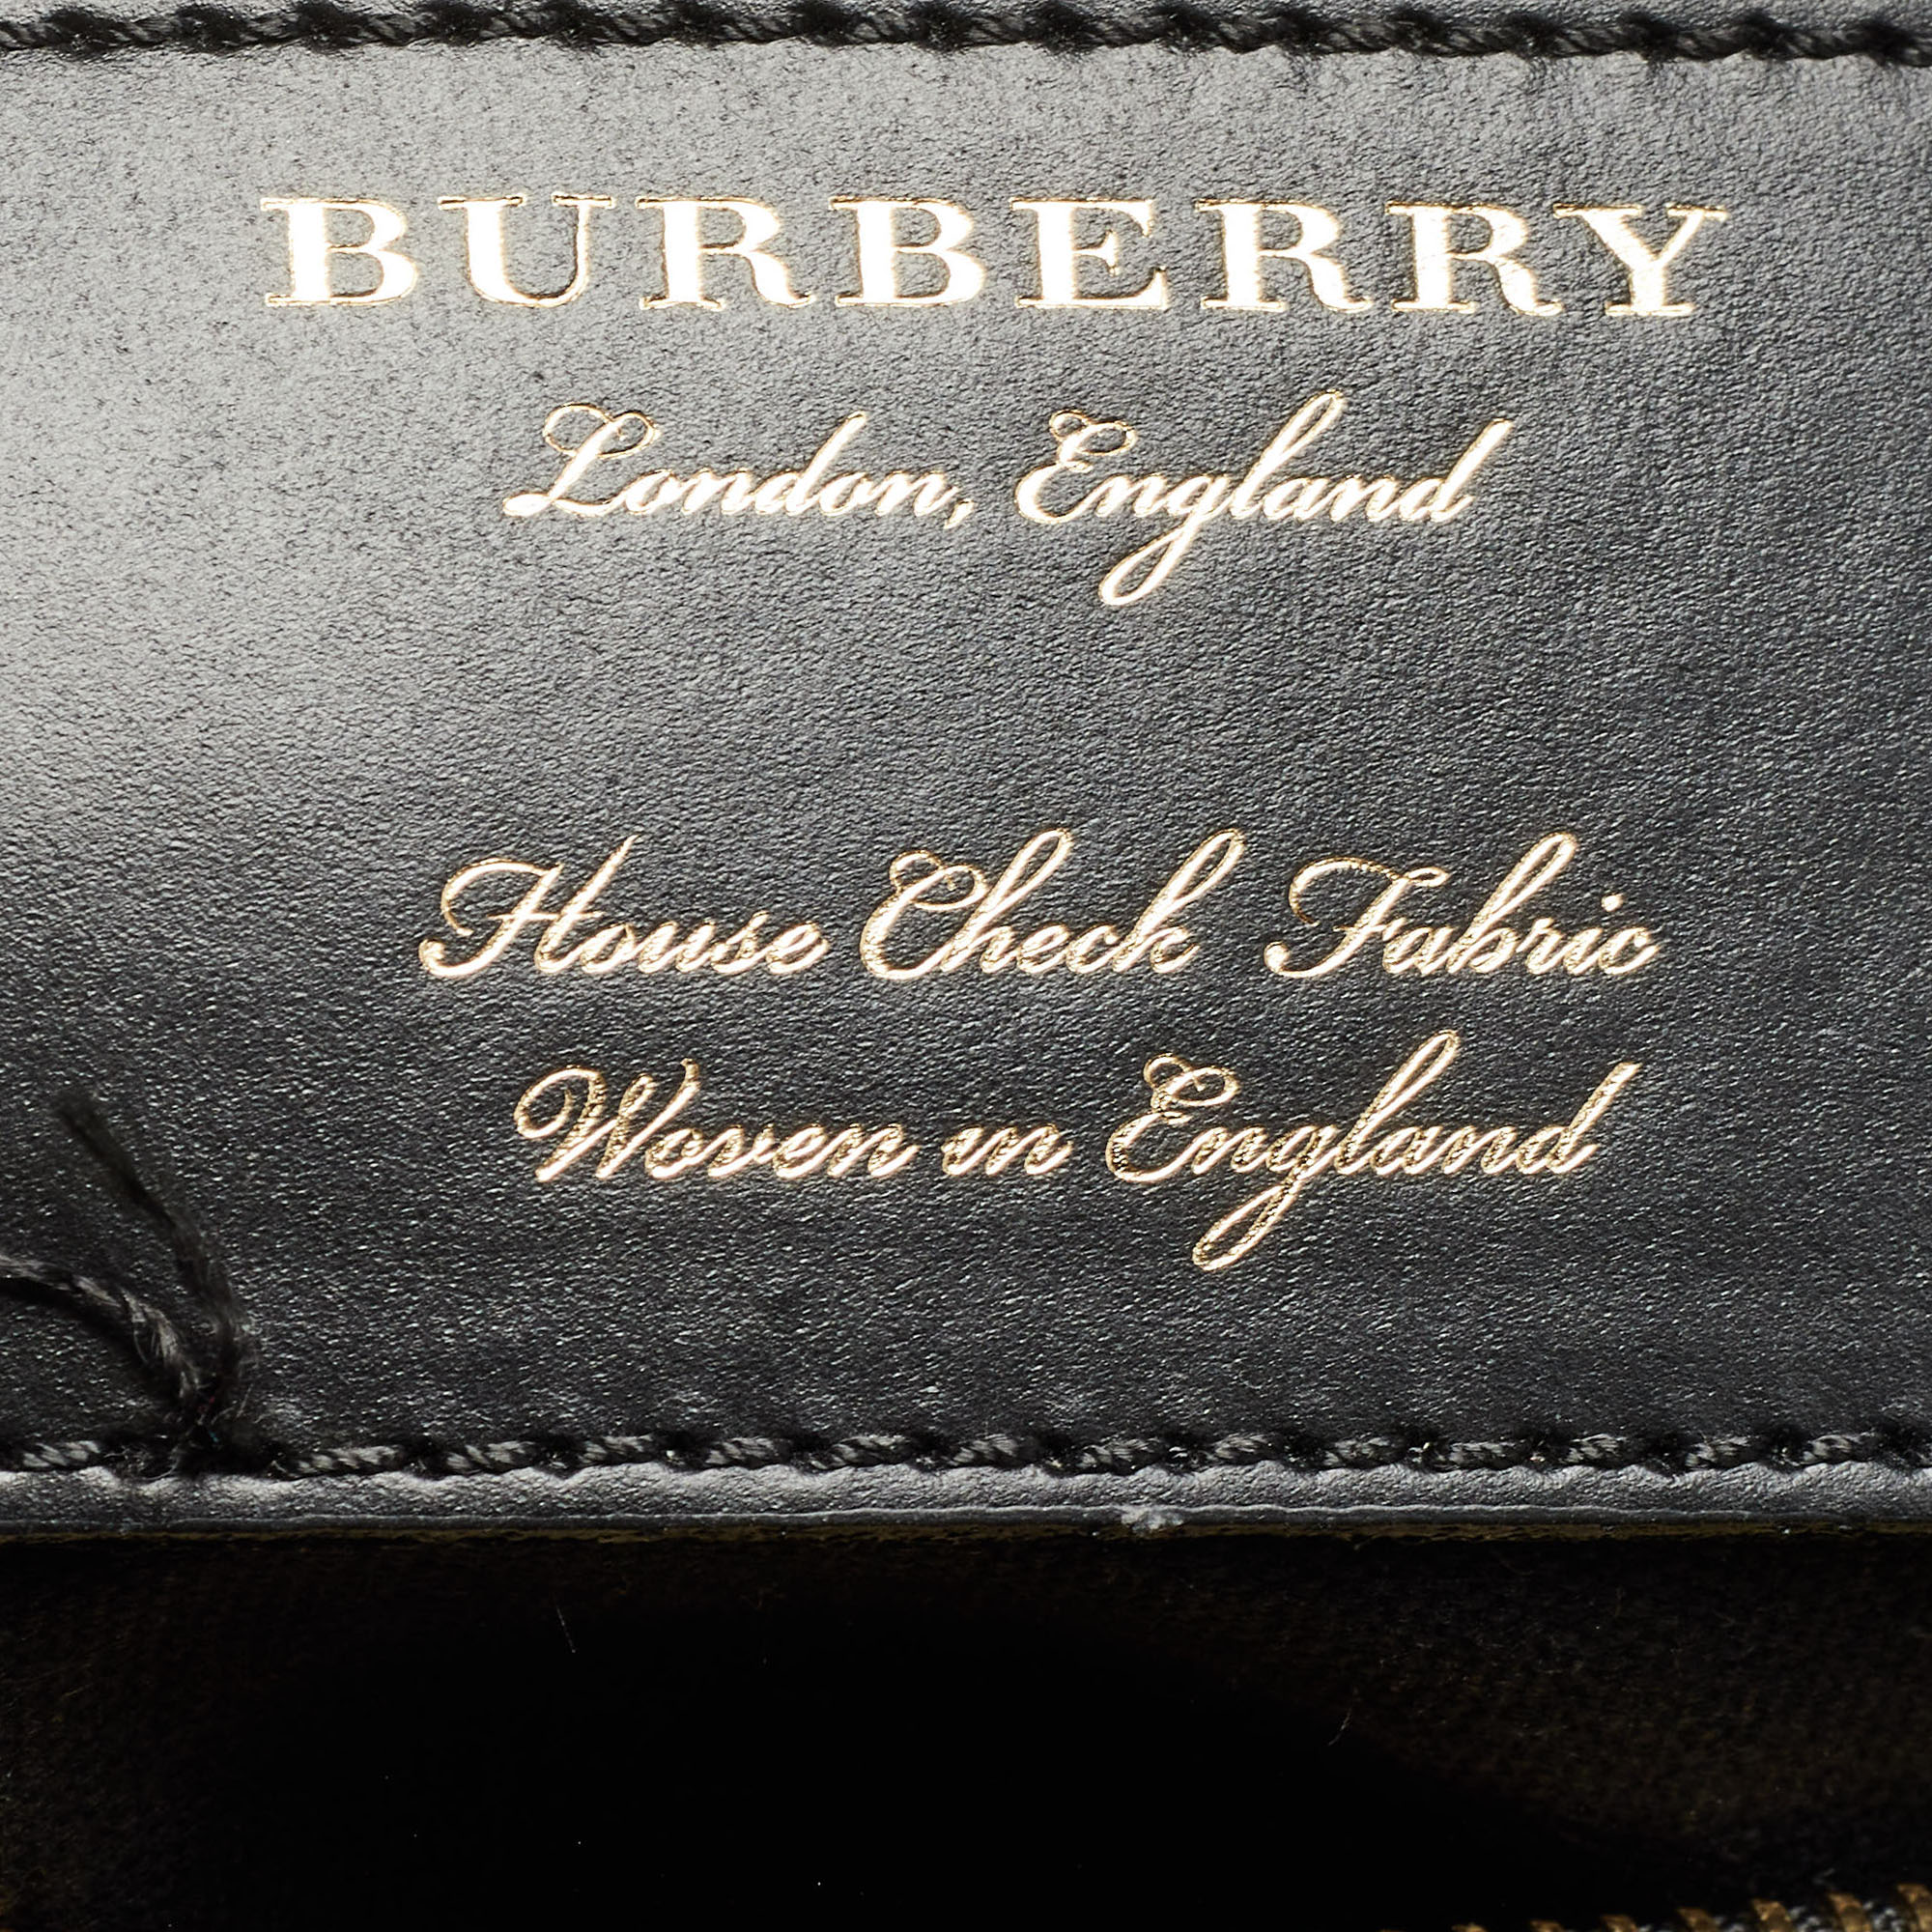 BURBERRY
London, England
House Check Fabric
Woven in England